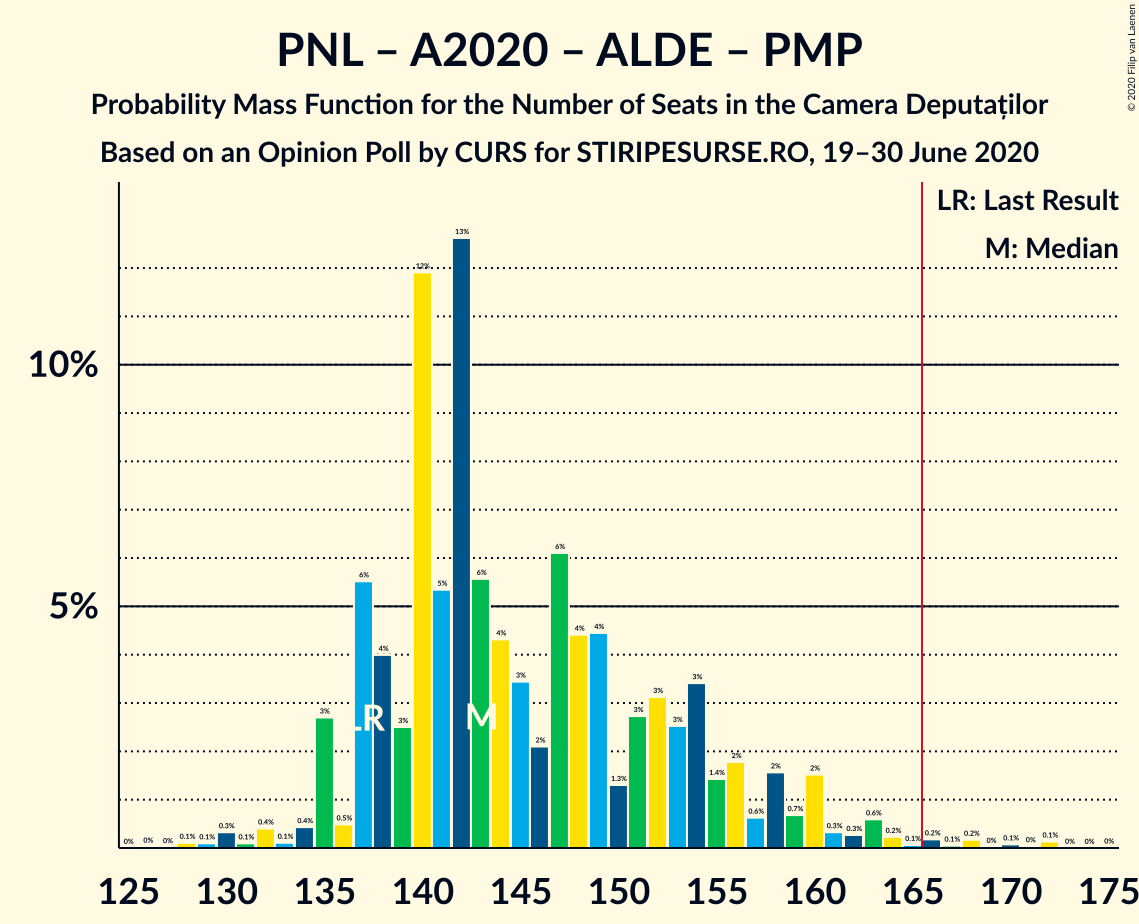 PNL – A2020 – ALDE – PMP
Probability Mass Function for the Number of Seats in the Camera Deputaților
Based on an Opinion Poll by CURS for STIRIPESURSE.RO, 19–30 June 2020
© 2020 Filip van Laenen
LR: Last Result
M: Median
10%
5%
0% 0% 0% 0.1% 0.1% 0.3% 0.1% 0.4% 0.1% 0.4% 3% 0.5% 6% 4% 3% 12% 5% 13% 6% 4% 3% 2% 6% 4% 4% 1.3% 3% 3% 3% 3% 1.4% 2% 0.6% 2% 0.7% 2% 0.3% 0.3% 0.6% 0.2% 0.1% 0.2% 0.1% 0.2% 0% 0.1% 0% 0.1% 0% 0% 0%
LR M
125 130 135 140 145 150 155 160 165 170 175